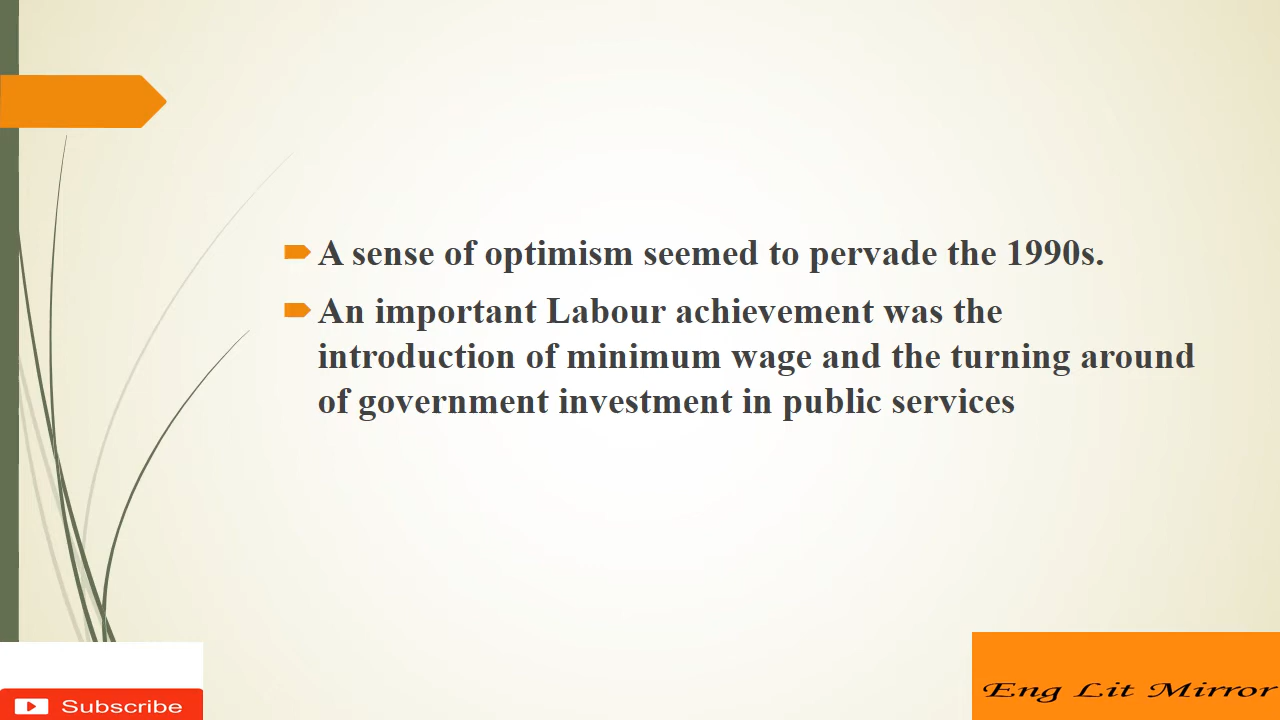 A sense of optimism seemed to pervade the 1990s.
An important Labour achievement was the
introduction of minimum wage and the turning around
of government investment in public services
Subscribe
Eng Lit Mirror